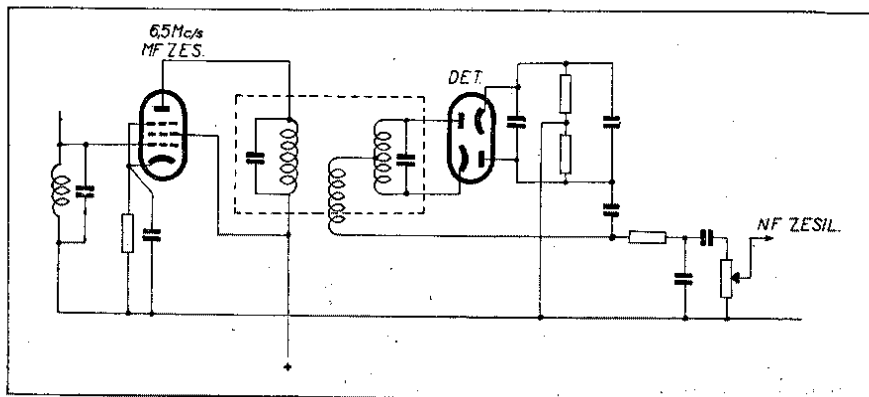 6,5Mc/s
MF ZES.
DET.
NF ZESIL.
+